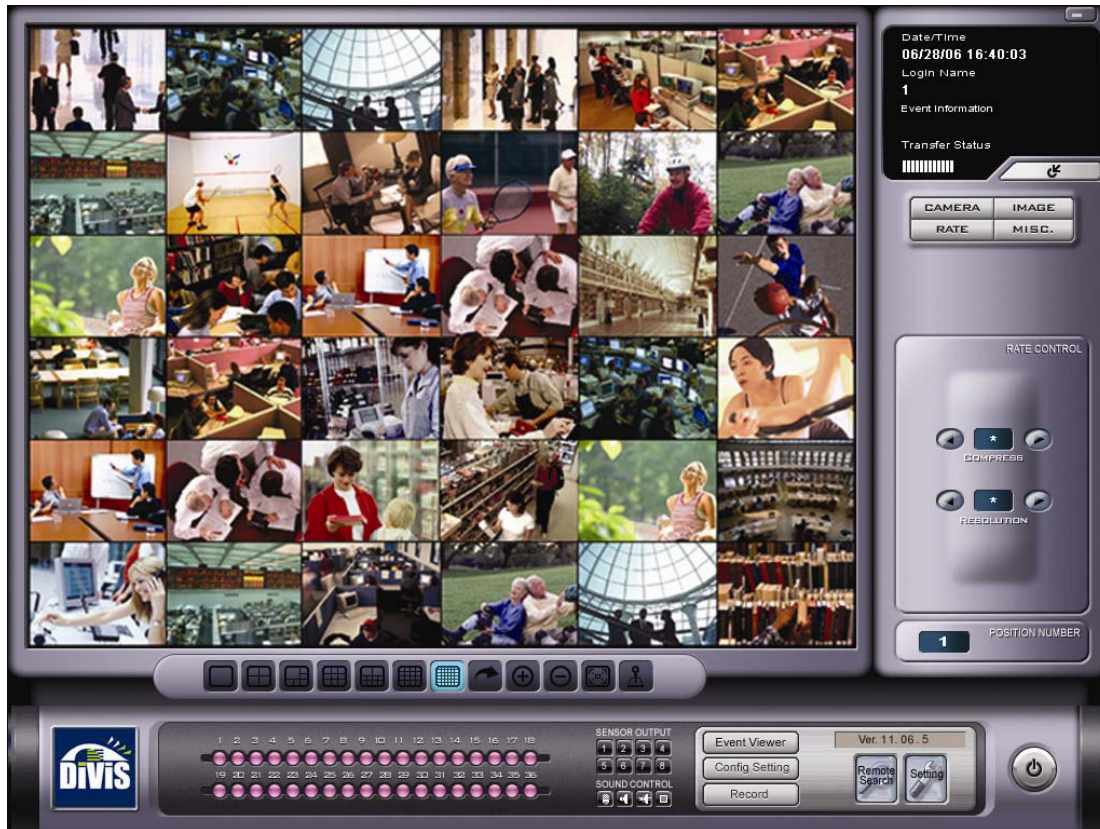 Date/Time
06/28/06 16:40:03
Login Name
1
Event Information
Transfer Status
CAMERA IMAGE
RATE MISC.
RATE CONTROL
*
COMPRESS
*
RESOLUTION
1 POSITION NUMBER
DiViS
1 2 3 4 5 6 7 8 9 10 11 12 13 14 15 16 17 18
19 20 21 22 23 24 25 26 27 28 29 30 31 32 33 34 35 36
SENSOR OUTPUT
1 2 3 4
5 6 7 8
SOUND CONTROL
Event Viewer
Config Setting
Record
Ver. 11. 06 . 5
Remote
Search
Setting